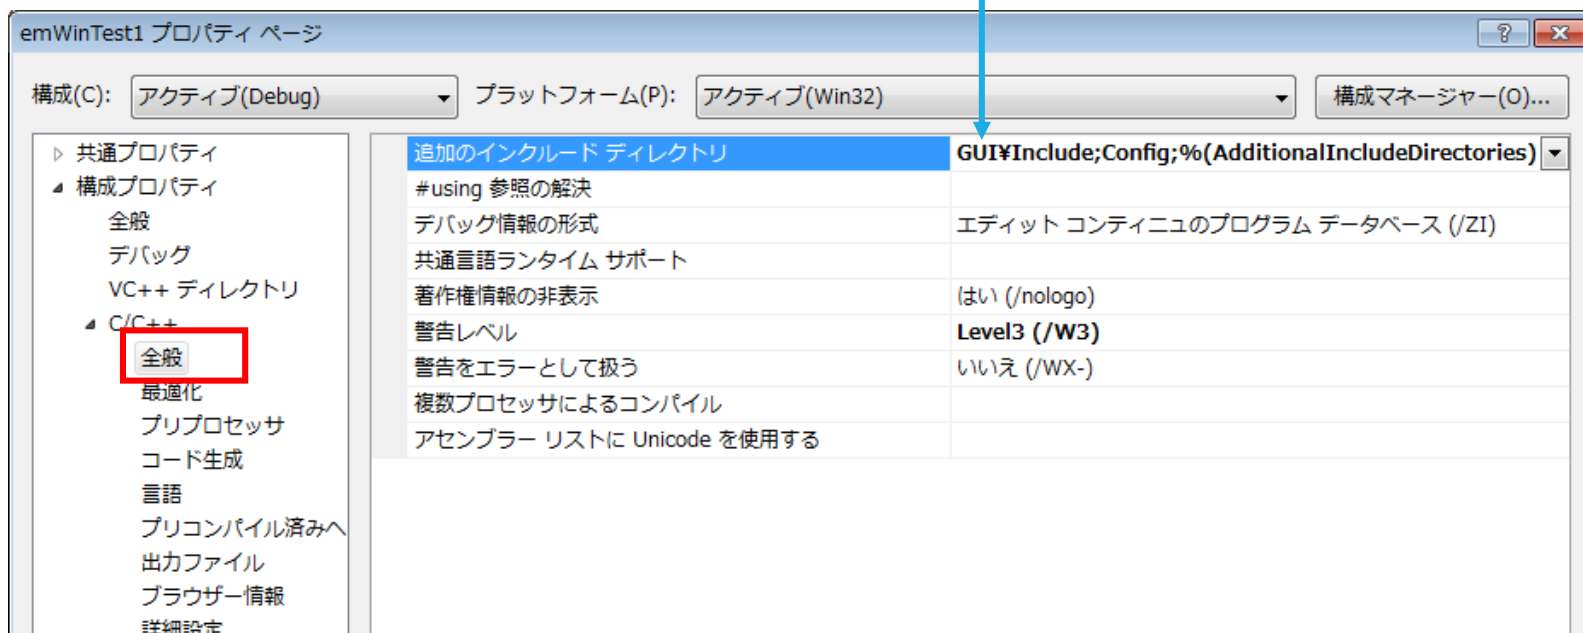 emWinTest1 プロパティ ページ
構成(C): アクティブ(Debug) プラットフォーム(P): アクティブ(Win32) 構成マネージャー(O)...
共通プロパティ
構成プロパティ
全般
デバッグ
VC++ ディレクトリ
C/C++
全般
最適化
プリプロセッサ
コード生成
言語
プリコンパイル済みヘ
出力ファイル
ブラウザー情報
詳細設定
追加のインクルード ディレクトリ GUI¥Include;Config;%(AdditionalIncludeDirectories)
#using 参照の解決
デバッグ情報の形式 エディット コンティニュのプログラム データベース (/ZI)
共通言語ランタイム サポート
著作権情報の非表示 はい (/nologo)
警告レベル Level3 (/W3)
警告をエラーとして扱う いいえ (/WX-)
複数プロセッサによるコンパイル
アセンブラー リストに Unicode を使用する